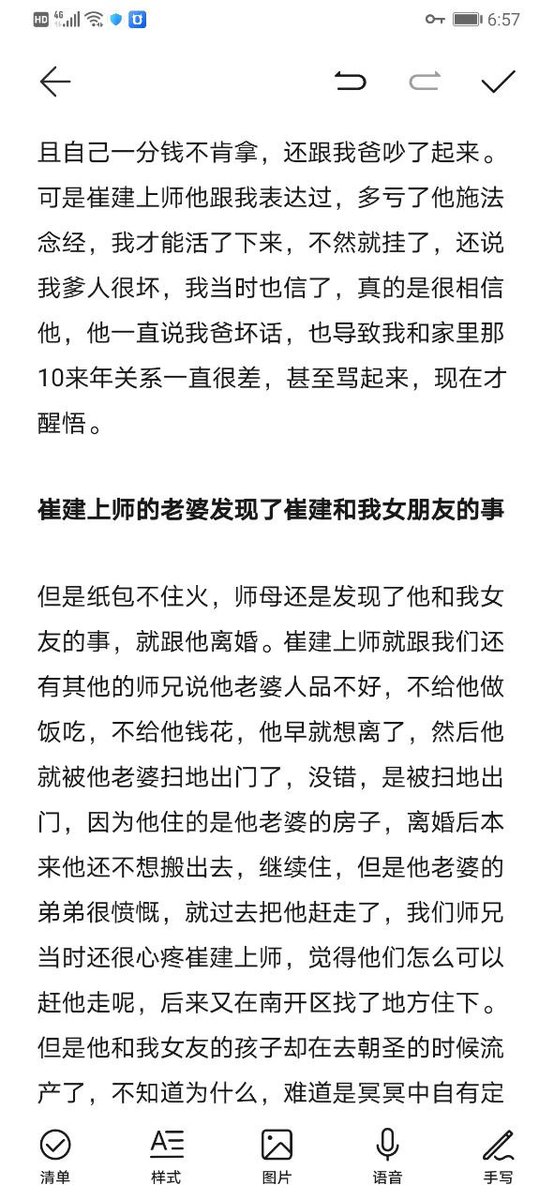 HD 4G 6:57
且自己一分钱不肯拿，还跟我爸吵了起来。
可是崔建上师他跟我表达过，多亏了他施法
念经，我才能活了下来，不然就挂了，还说
我爹人很坏，我当时也信了，真的是很相信
他，他一直说我爸坏话，也导致我和家里那
10来年关系一直很差，甚至骂起来，现在才
醒悟。
崔建上师的老婆发现了崔建和我女朋友的事
但是纸包不住火，师母还是发现了他和我女
友的事，就跟他离婚。崔建上师就跟我们还
有其他的师兄说他老婆人品不好，不给他做
饭吃，不给他钱花，他早就想离了，然后他
就被他老婆扫地出门了，没错，是被扫地出
门，因为他住的是他老婆的房子，离婚后本
来他还不想搬出去，继续住，但是他老婆的
弟弟很愤慨，就过去把他赶走了，我们师兄
当时还很心疼崔建上师，觉得他们怎么可以
赶他走呢，后来又在南开区找了地方住下。
但是他和我女友的孩子却在去朝圣的时候流
产了，不知道为什么，难道是冥冥中自有定
清单 样式 图片 语音 手写